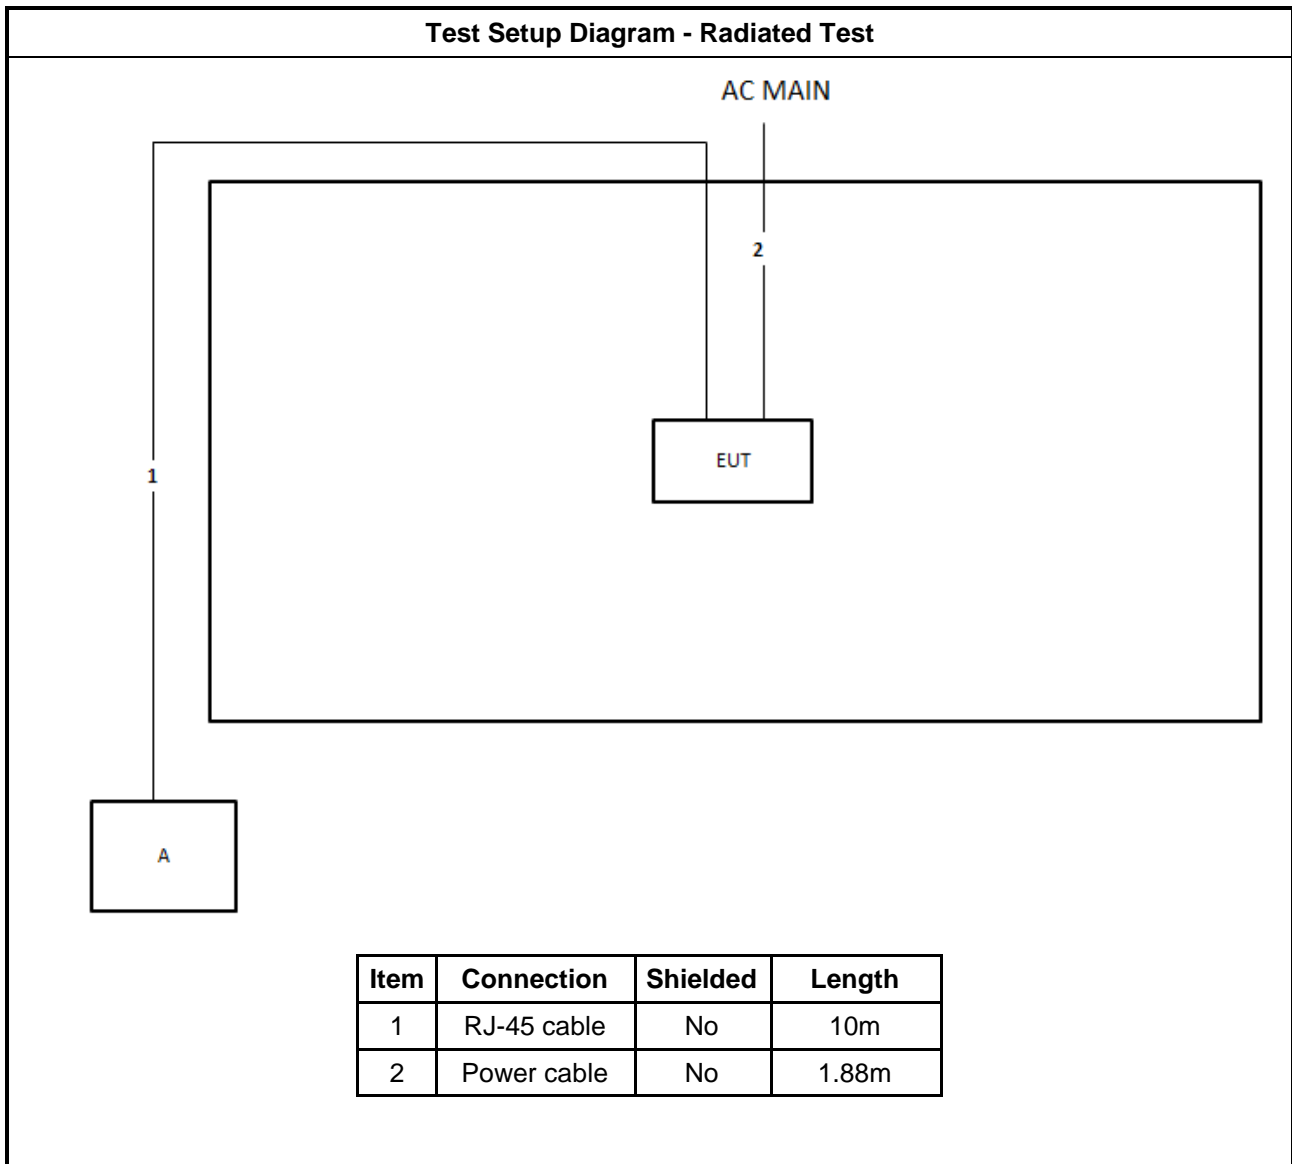 Test Setup Diagram - Radiated Test
AC MAIN
2
1
EUT
A
Item Connection Shielded Length
1 RJ-45 cable No 10m
2 Power cable No 1.88m